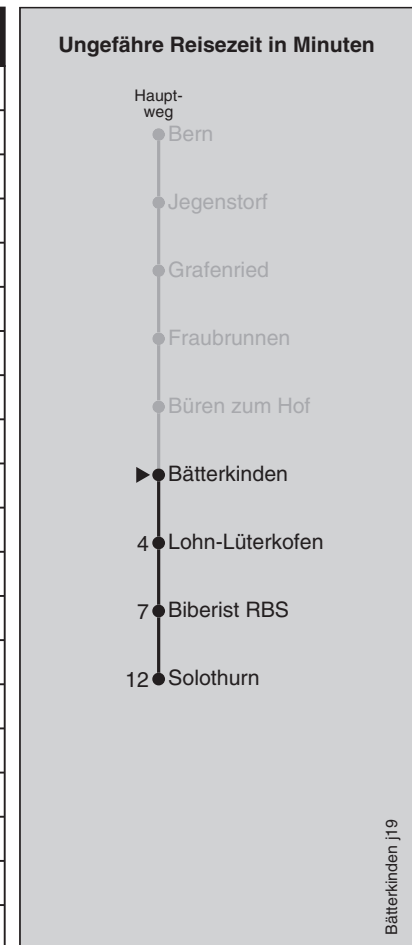 Ungefähre Reisezeit in Minuten
Haupt-
weg
Bern
Jegenstorf
Grafenried
Fraubrunnen
Büren zum Hof
Bätterkinden
4 Lohn-Lüterkofen
7 Biberist RBS
12 Solothurn
Bätterkinden j19